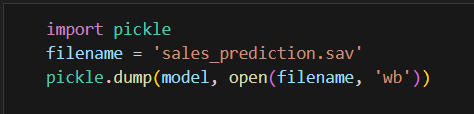 import pickle
filename = 'sales_prediction.sav'
pickle.dump(model, open(filename, 'wb'))